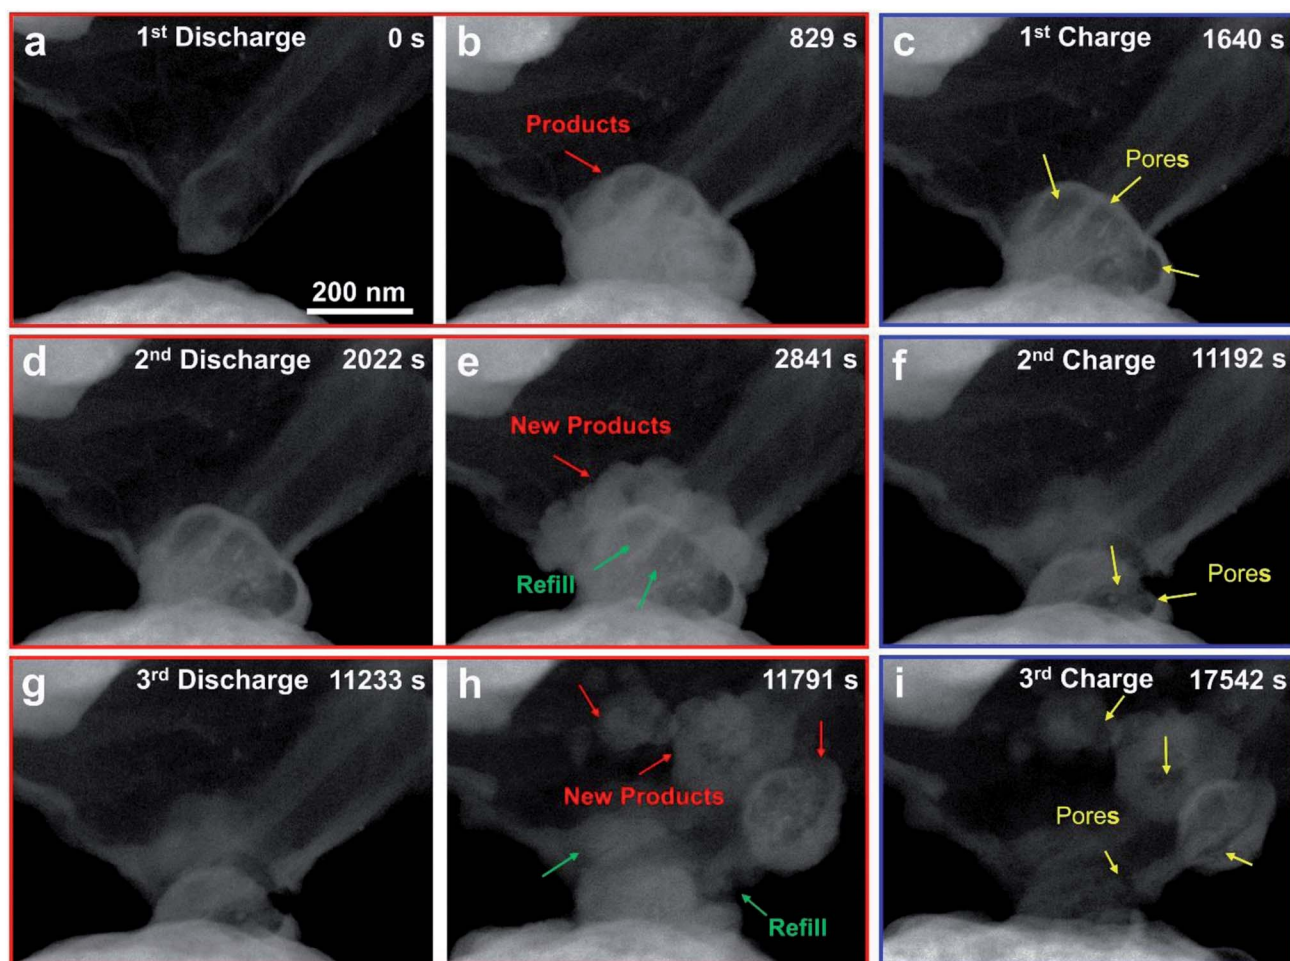 a 1st Discharge 0 s
200 nm
b 829 s
Products
c 1st Charge 1640 s
Pores
d 2nd Discharge 2022 s
e 2841 s
New Products
Refill
f 2nd Charge 11192 s
Pores
g 3rd Discharge 11233 s
h 11791 s
New Products
Refill
i 3rd Charge 17542 s
Pores